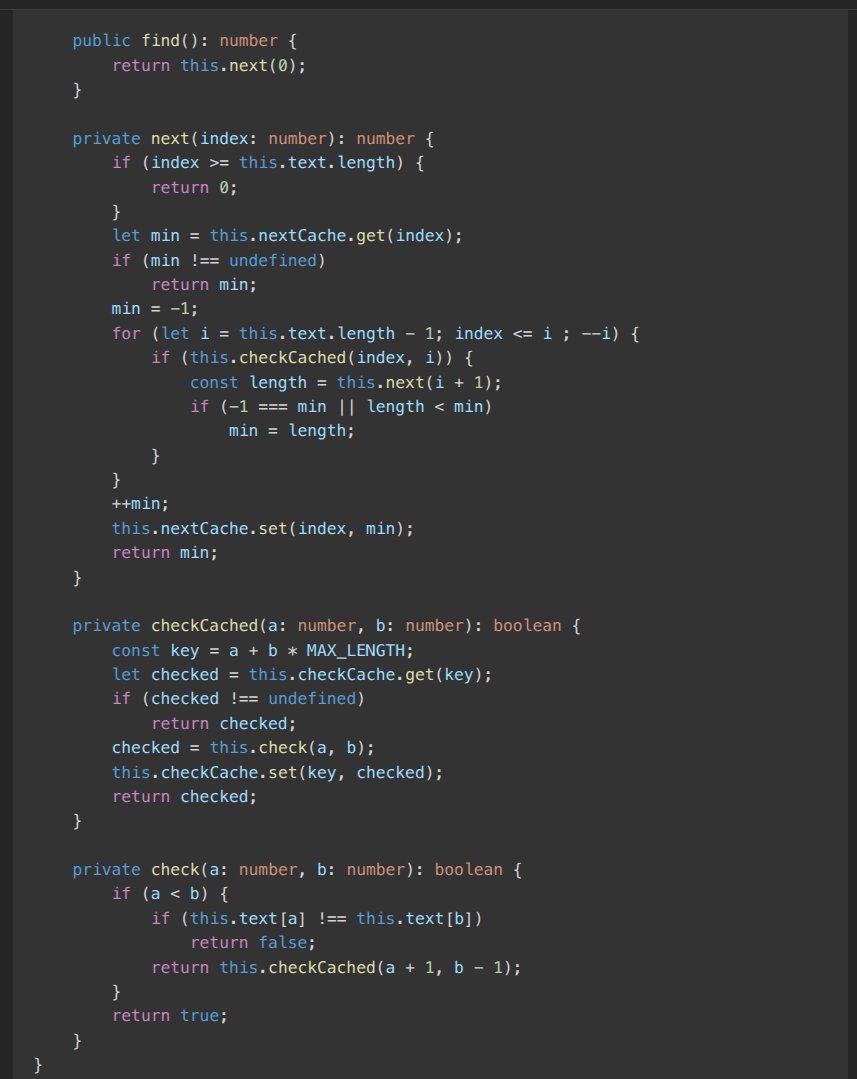 public find(): number {
return this.next(0);
}
private next(index: number): number {
if (index >= this.text.length) {
return 0;
}
let min = this.nextCache.get(index);
if (min !== undefined)
return min;
min = -1;
for (let i = this.text.length - 1; index <= i ; --i) {
if (this.checkCached(index, i)) {
const length = this.next(i + 1);
if (-1 === min || length < min)
min = length;
}
}
++min;
this.nextCache.set(index, min);
return min;
}
private checkCached(a: number, b: number): boolean {
const key = a + b * MAX_LENGTH;
let checked = this.checkCache.get(key);
if (checked !== undefined)
return checked;
checked = this.check(a, b);
this.checkCache.set(key, checked);
return checked;
}
private check(a: number, b: number): boolean {
if (a < b) {
if (this.text[a] !== this.text[b])
return false;
return this.checkCached(a + 1, b - 1);
}
return true;
}
}